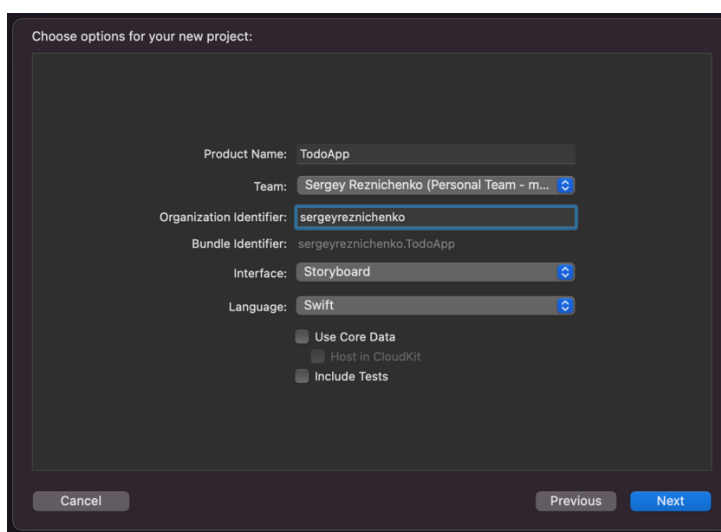 Choose options for your new project:
Product Name: TodoApp
Team: Sergey Reznichenko (Personal Team - m...
Organization Identifier: sergeyreznichenko
Bundle Identifier: sergeyreznichenko.TodoApp
Interface: Storyboard
Language: Swift
Use Core Data
Host in CloudKit
Include Tests
Cancel Previous Next